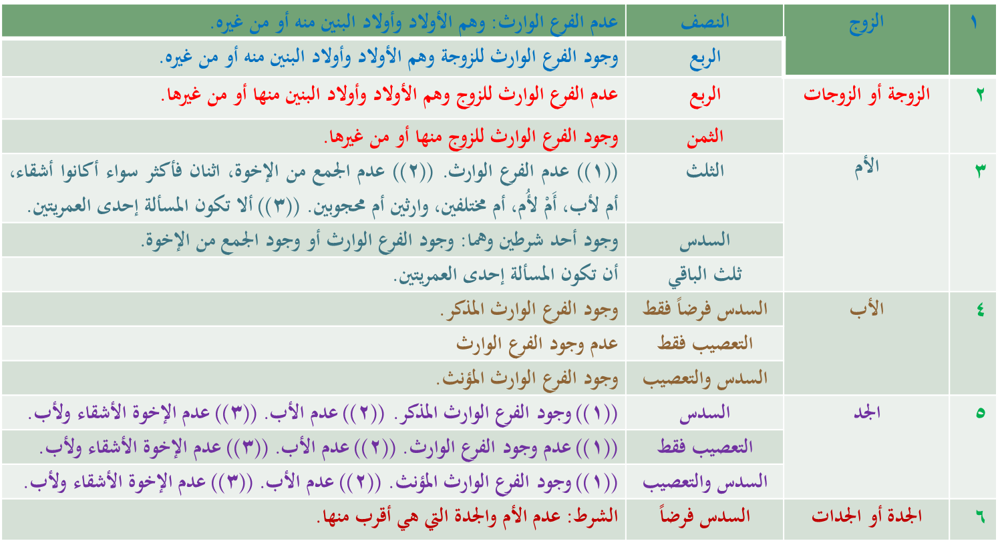 ١ الزوج النصف عدم الفرع الوارث: وهم الأولاد وأولاد البنين منه أو من غيره.
الربع وجود الفرع الوارث للزوجة وهم الأولاد وأولاد البنين منه أو من غيره.
٢ الزوجة أو الزوجات الربع عدم الفرع الوارث للزوج وهم الأولاد وأولاد البنين منها أو من غيرها.
الثمن وجود الفرع الوارث للزوج منها أو من غيرها.
٣ الأم الثلث ((١)) عدم الفرع الوارث. ((٢)) عدم الجمع من الإخوة، اثنان فأكثر سواء أكانوا أشقاء،
أم لأب، أَمْ لأُم، أم مختلفين، وارثين أم محجوبين. ((٣)) ألا تكون المسألة إحدى العمريتين.
السدس وجود أحد شرطين وهما: وجود الفرع الوارث أو وجود الجمع من الإخوة.
ثلث الباقي أن تكون المسألة إحدى العمريتين.
٤ الأب السدس فرضاً فقط وجود الفرع الوارث المذكر.
التعصيب فقط عدم وجود الفرع الوارث
السدس والتعصيب وجود الفرع الوارث المؤنث.
٥ الجد السدس ((١)) وجود الفرع الوارث المذكر. ((٢)) عدم الأب. ((٣)) عدم الإخوة الأشقاء ولأب.
التعصيب فقط ((١)) عدم وجود الفرع الوارث. ((٢)) عدم الأب. ((٣)) عدم الإخوة الأشقاء ولأب.
السدس والتعصيب ((١)) وجود الفرع الوارث المؤنث. ((٢)) عدم الأب. ((٣)) عدم الإخوة الأشقاء ولأب.
٦ الجدة أو الجدات السدس فرضاً الشرط: عدم الأم والجدة التي هي أقرب منها.